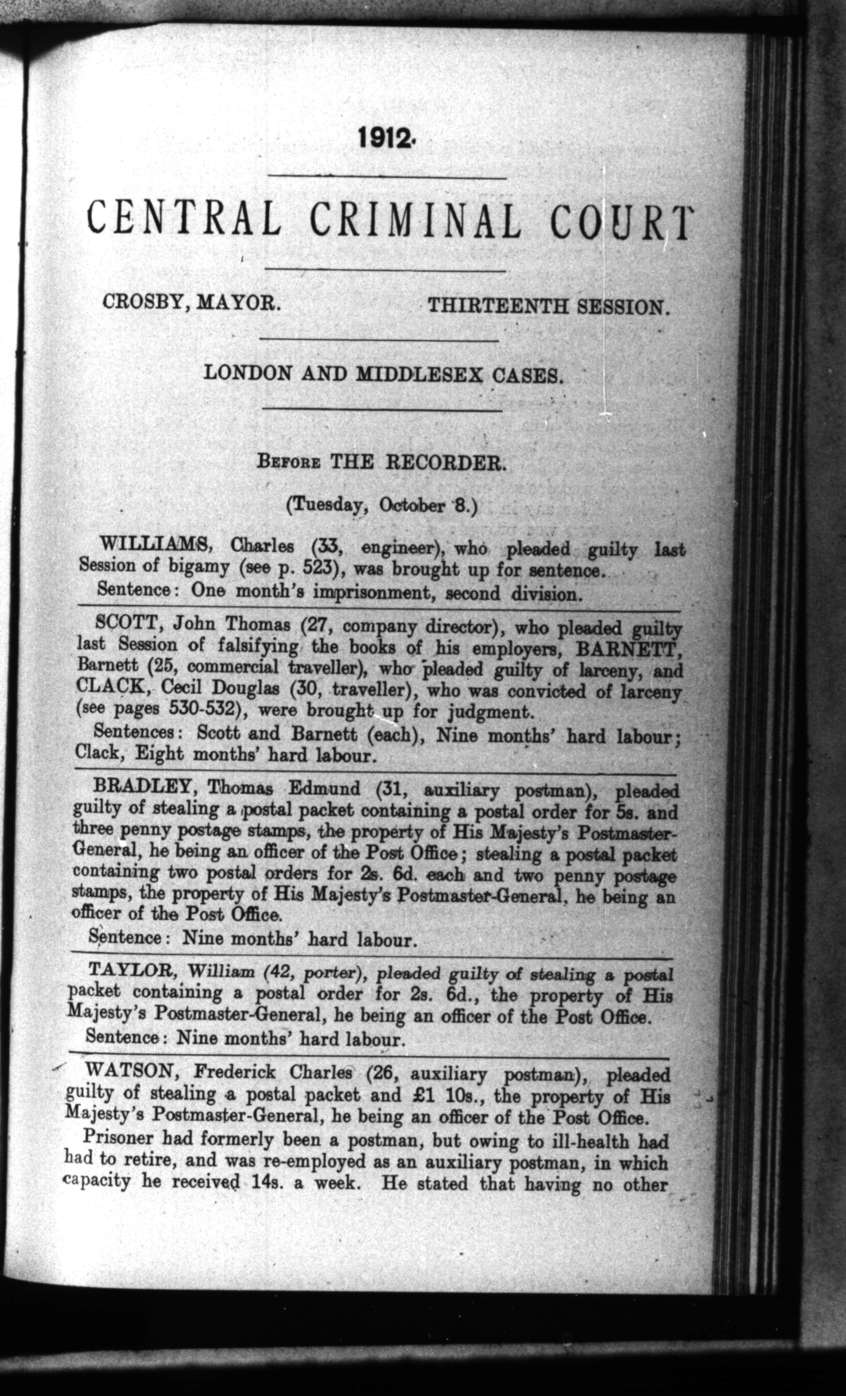 1912.
CENTRAL CRIMINAL COURT
CROSBY, MAYOR. THIRTEENTH SESSION.
LONDON AND MIDDLESEX CASES.
BEFORE THE RECORDER.
(Tuesday, October 8.)
WILLIAMS, Charles (33, engineer), who pleaded guilty last
Session of bigamy (see p. 523), was brought up for sentence.
Sentence: One month's imprisonment, second division.
SCOTT, John Thomas (27, company director), who pleaded guilty
last Session of falsifying the books of his employers, BARNETT,
Barnett (25, commercial traveller), who pleaded guilty of larceny, and
CLACK, Cecil Douglas (30, traveller), who was convicted of larceny
(see pages 530-532), were brought up for judgment.
Sentences: Scott and Barnett (each), Nine months' hard labour;
Clack, Eight months' hard labour.
BRADLEY, Thomas Edmund (31, auxiliary postman), pleaded
guilty of stealing a postal packet containing a postal order for 5s. and
three penny postage stamps, the property of His Majesty's Postmaster-
General, he being an officer of the Post Office; stealing a postal packet
containing two postal orders for 2s. 6d. each and two penny postage
stamps, the property of His Majesty's Postmaster-General, he being an
officer of the Post Office.
Sentence: Nine months' hard labour.
TAYLOR, William (42, porter), pleaded guilty of stealing a postal
packet containing a postal order for 2s. 6d., the property of His
Majesty's Postmaster-General, he being an officer of the Post Office.
Sentence: Nine months' hard labour.
WATSON, Frederick Charles (26, auxiliary postman), pleaded
guilty of stealing a postal packet and £1 10s., the property of His
Majesty's Postmaster-General, he being an officer of the Post Office.
Prisoner had formerly been a postman, but owing to ill-health had
had to retire, and was re-employed as an auxiliary postman, in which
capacity he received 14s. a week. He stated that having no other